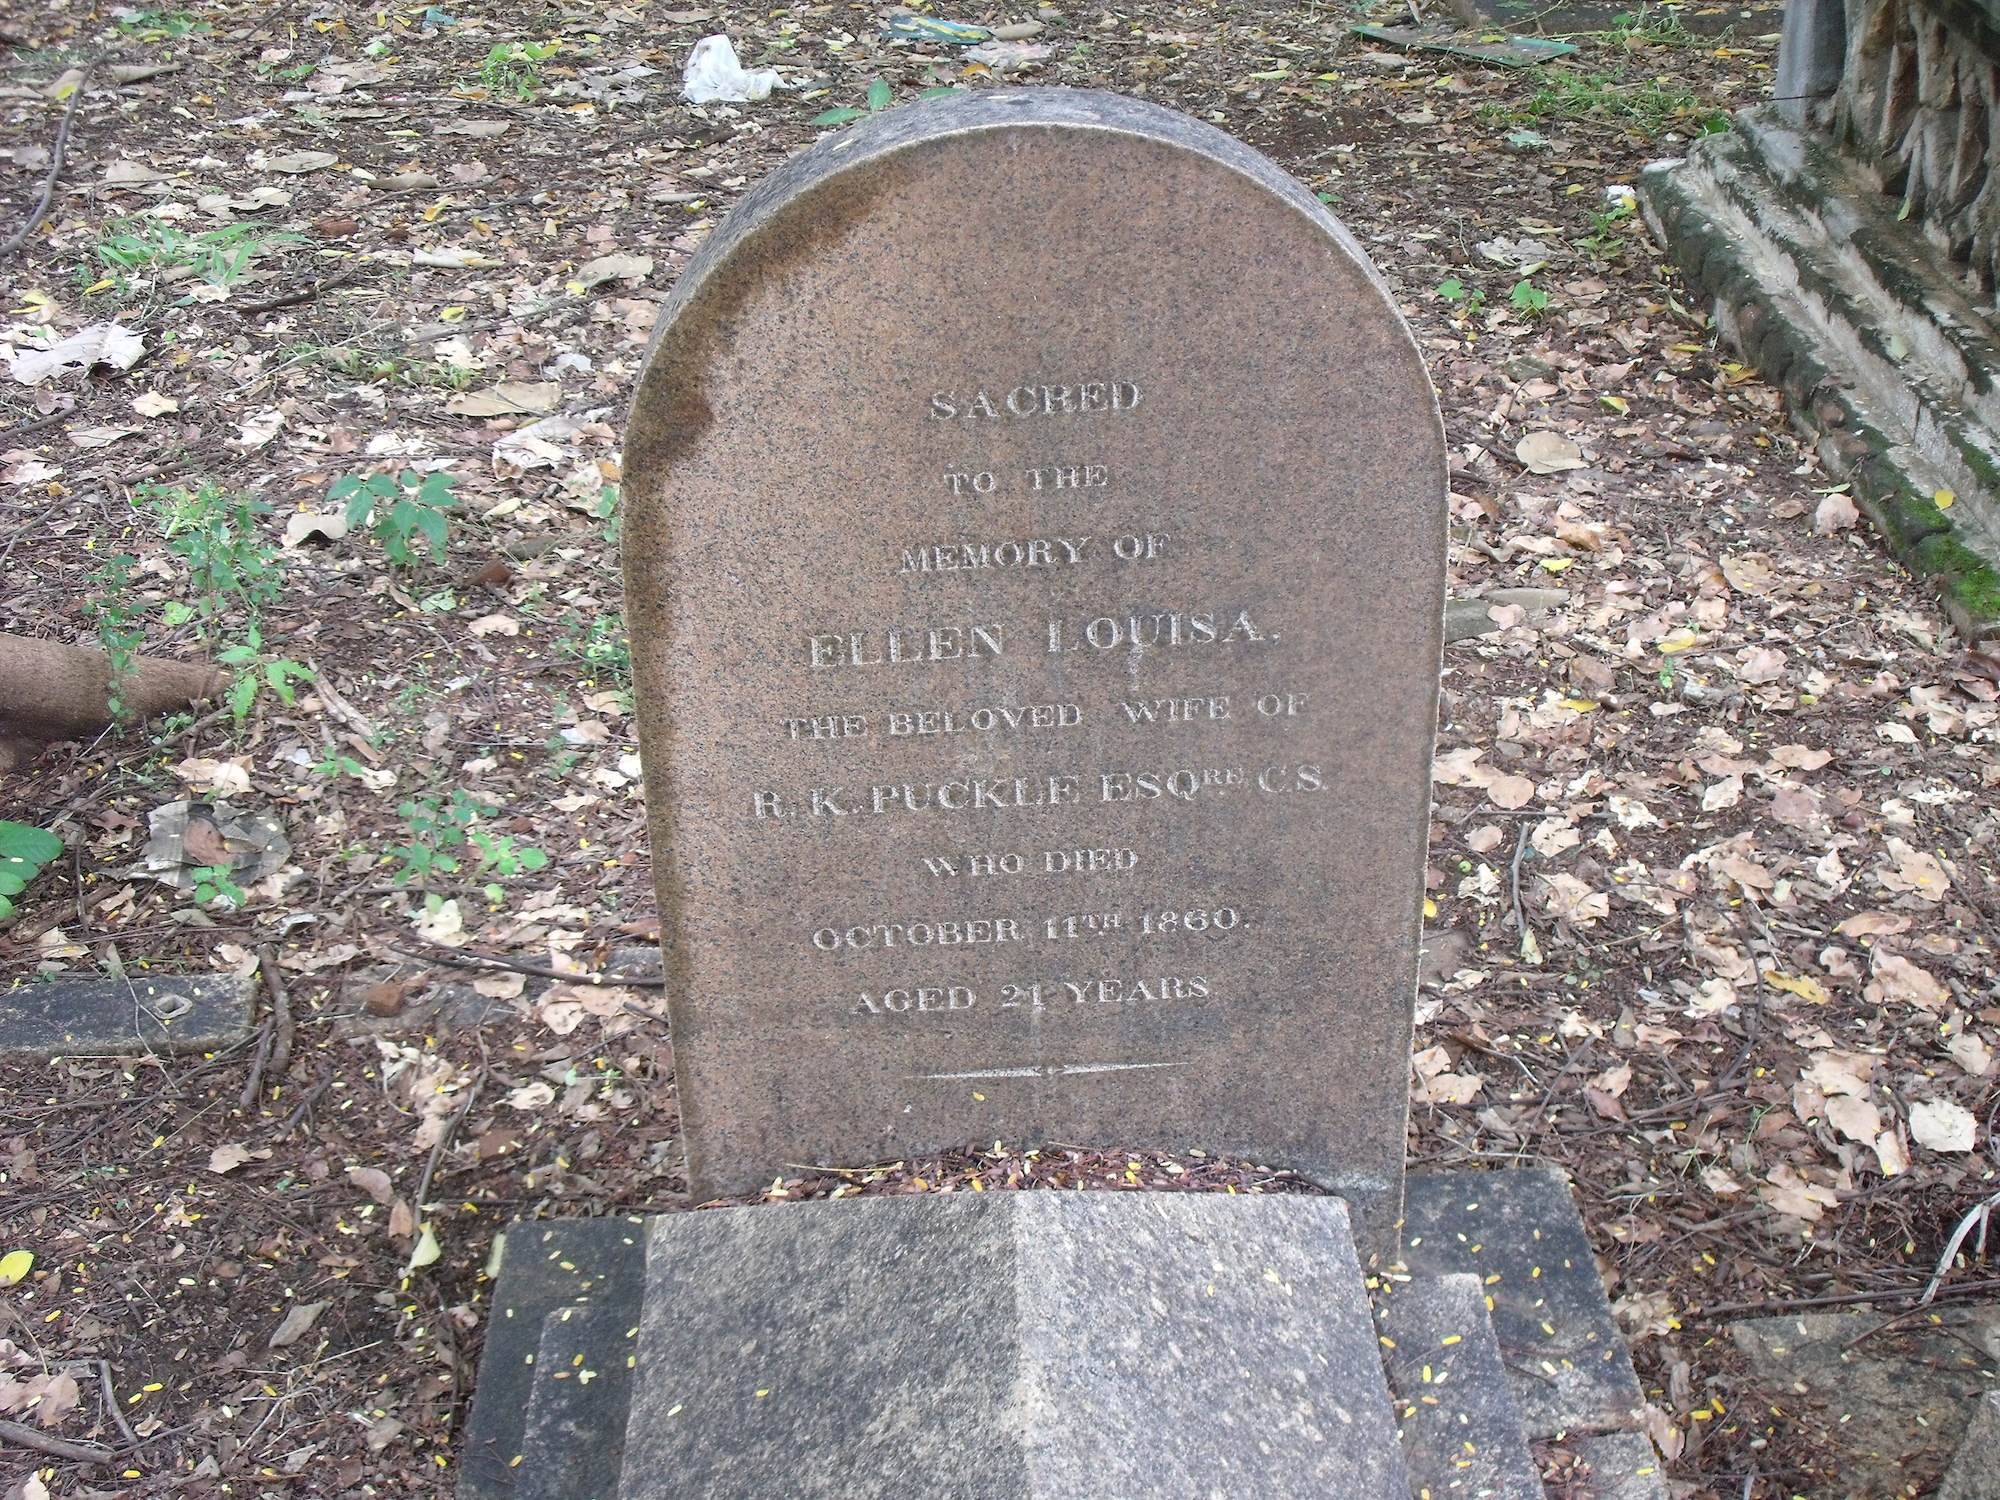 SACRED
TO THE
MEMORY OF
ELLEN LOUISA.
THE BELOVED WIFE OF
R. K. PUCKLE ESQRE C.S.
WHO DIED
OCTOBER 11TH 1860.
AGED 21 YEARS